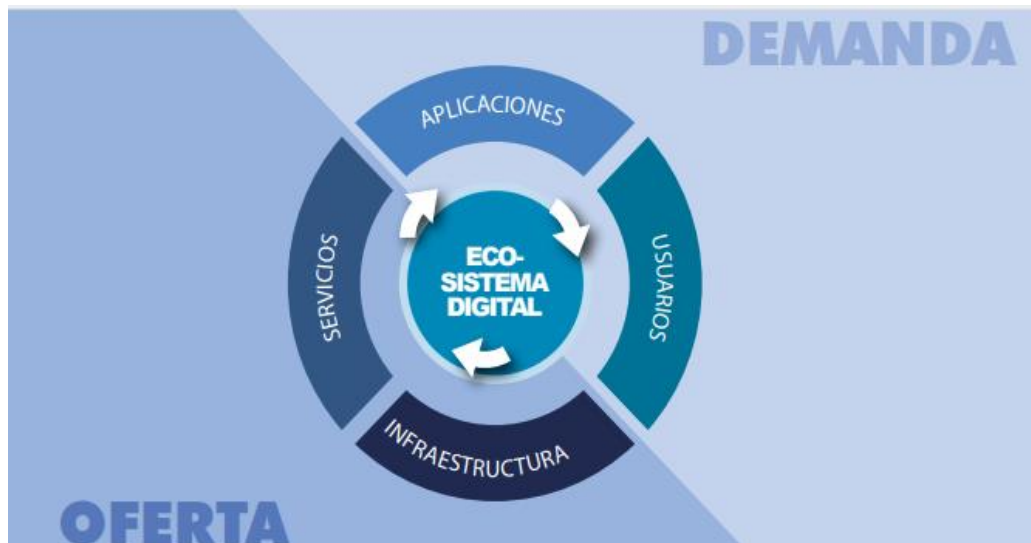 DEMANDA
APLICACIONES
SERVICIOS
ECO-
SISTEMA
DIGITAL
USUARIOS
INFRAESTRUCTURA
OFERTA